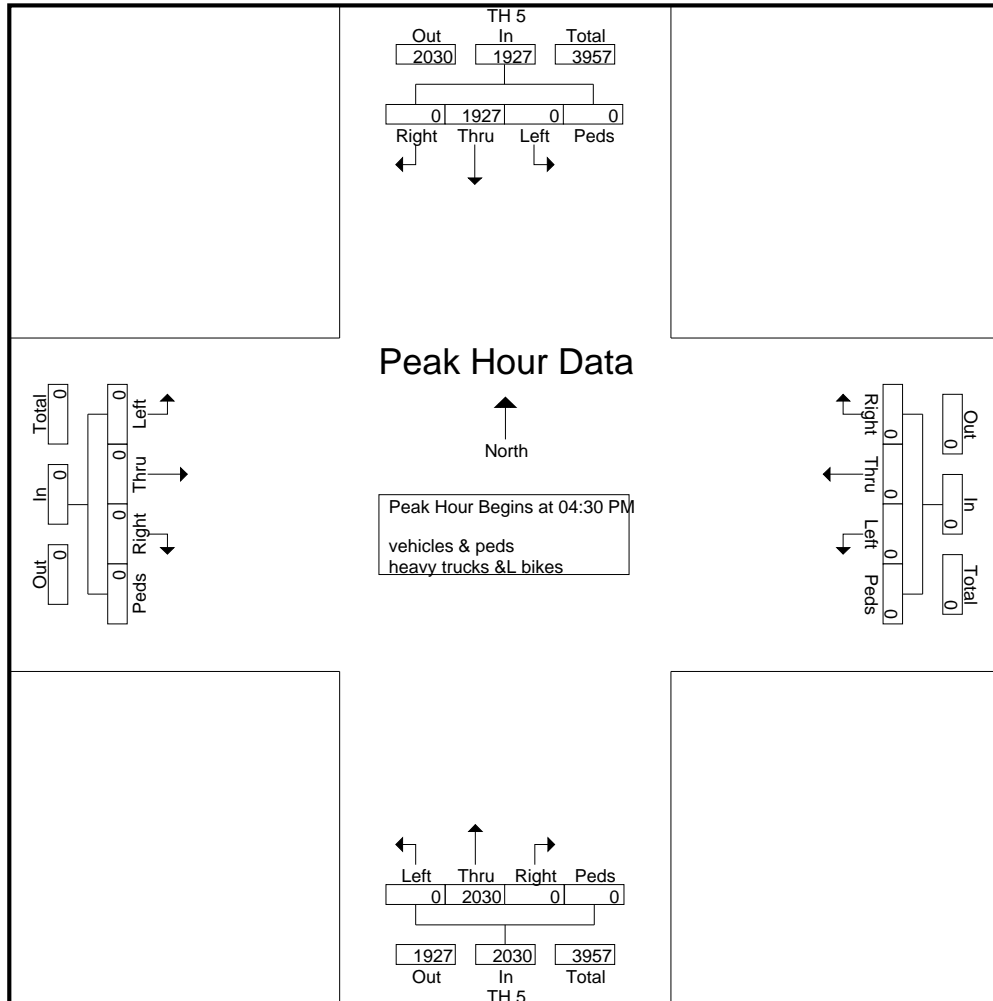 TH 5
Out In Total
2030 1927 3957
0 1927 0 0
Right Thru Left Peds
Peak Hour Data
North
Peak Hour Begins at 04:30 PM
vehicles & peds
heavy trucks &L bikes
Total In Out
0 0 0
0 0 0 0
Left Thru Right Peds
Right Thru Left Peds
0 0 0 0
Out In Total
0 0 0
Left Thru Right Peds
0 2030 0 0
1927 2030 3957
Out In Total
TH 5